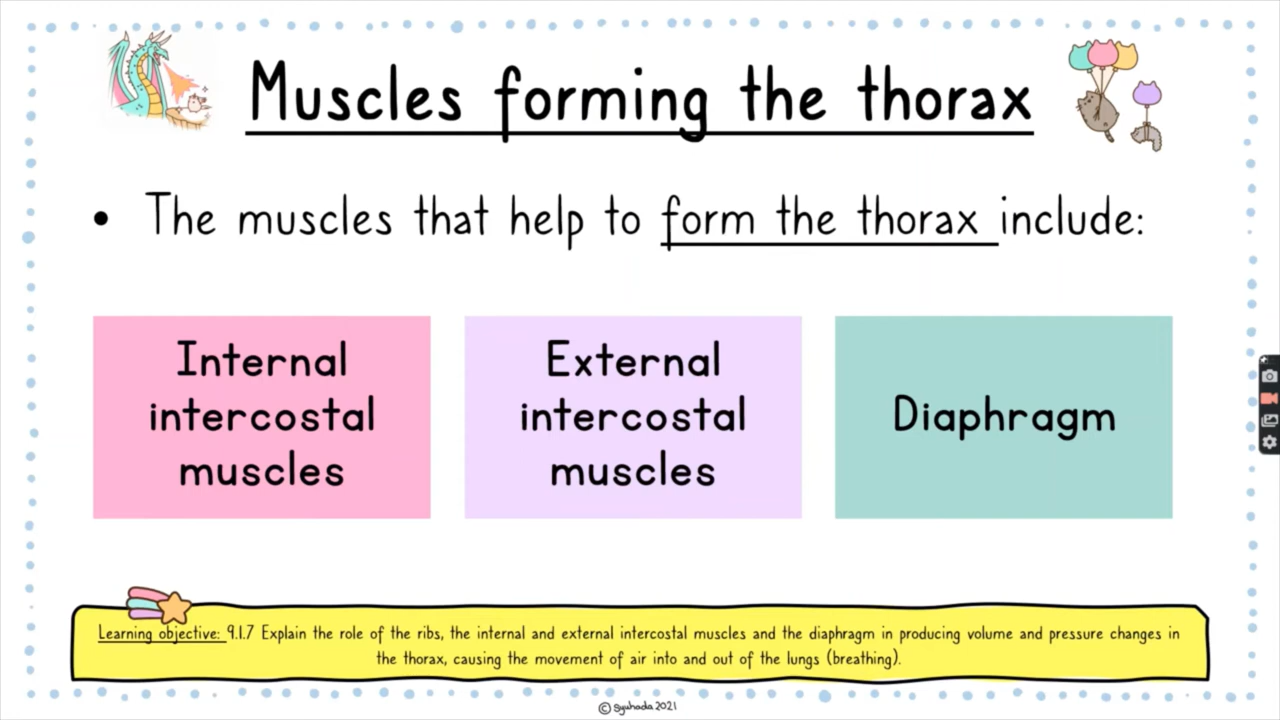 Muscles forming the thorax
• The muscles that help to form the thorax include:
Internal
intercostal
muscles
External
intercostal
muscles
Diaphragm
Learning objective: 9.1.7 Explain the role of the ribs, the internal and external intercostal muscles and the diaphragm in producing volume and pressure changes in
the thorax, causing the movement of air into and out of the lungs (breathing).
© syuhada 2021